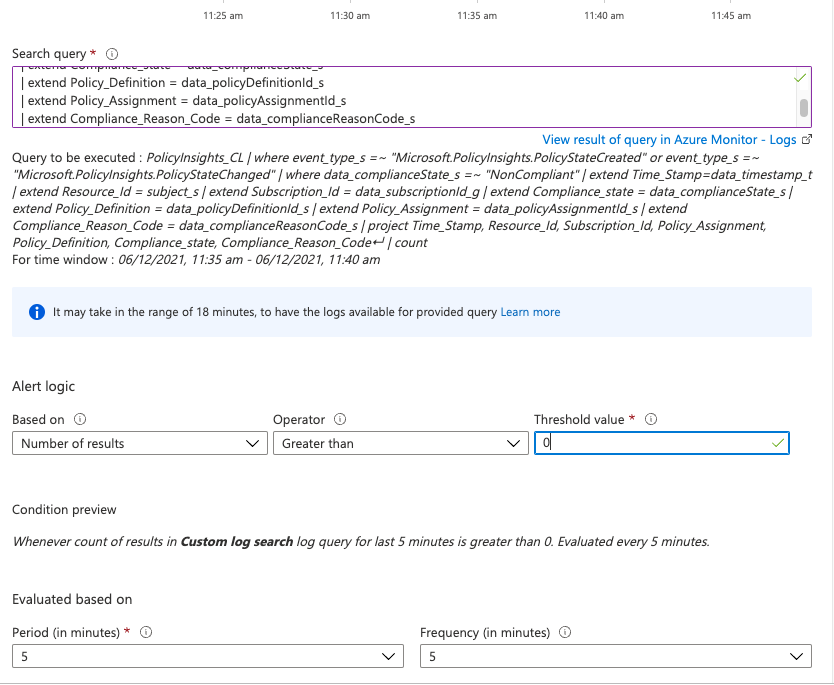 11:25 am 11:30 am 11:35 am 11:40 am 11:45 am
Search query *
| extend Compliance_state = data_complianceState_s
| extend Policy_Definition = data_policyDefinitionId_s
| extend Policy_Assignment = data_policyAssignmentId_s
| extend Compliance_Reason_Code = data_complianceReasonCode_s
View result of query in Azure Monitor - Logs
Query to be executed : PolicyInsights_CL | where event_type_s =~ "Microsoft.PolicyInsights.PolicyStateCreated" or event_type_s =~
"Microsoft.PolicyInsights.PolicyStateChanged" | where data_complianceState_s =~ "NonCompliant" | extend Time_Stamp=data_timestamp_t
| extend Resource_Id = subject_s | extend Subscription_Id = data_subscriptionId_g | extend Compliance_state = data_complianceState_s |
extend Policy_Definition = data_policyDefinitionId_s | extend Policy_Assignment = data_policyAssignmentId_s | extend
Compliance_Reason_Code = data_complianceReasonCode_s | project Time_Stamp, Resource_Id, Subscription_Id, Policy_Assignment,
Policy_Definition, Compliance_state, Compliance_Reason_Code↵ | count
For time window : 06/12/2021, 11:35 am - 06/12/2021, 11:40 am
It may take in the range of 18 minutes, to have the logs available for provided query Learn more
Alert logic
Based on Operator Threshold value *
Number of results Greater than 0
Condition preview
Whenever count of results in Custom log search log query for last 5 minutes is greater than 0. Evaluated every 5 minutes.
Evaluated based on
Period (in minutes) * Frequency (in minutes)
5 5